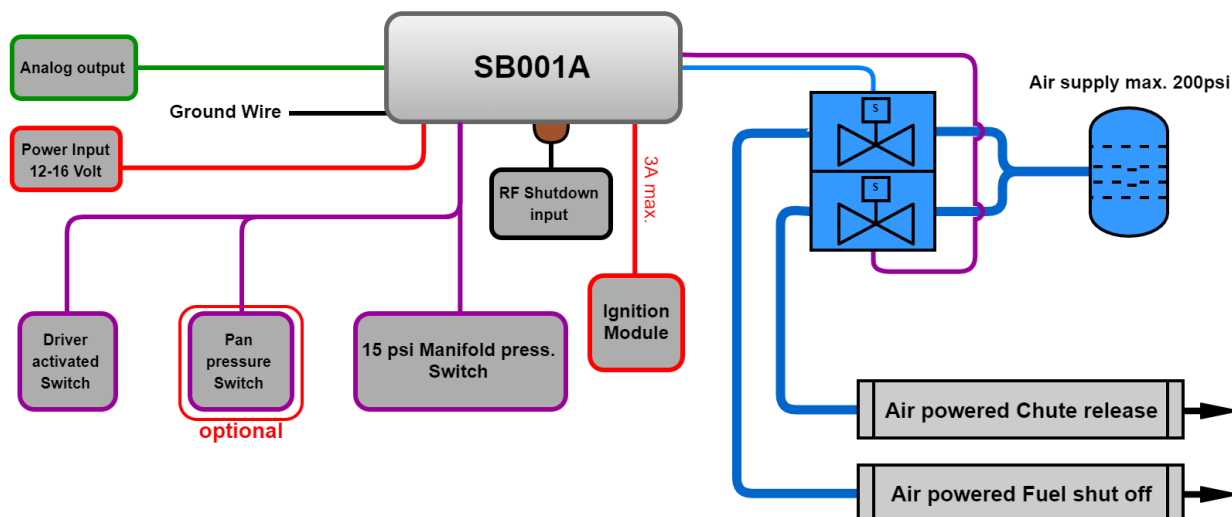 SB001A
Analog output
Ground Wire
Power Input
12-16 Volt
RF Shutdown
input
3A max.
Air supply max. 200psi
S
S
Driver
activated
Switch
Pan
pressure
Switch
optional
15 psi Manifold press.
Switch
Ignition
Module
Air powered Chute release
Air powered Fuel shut off